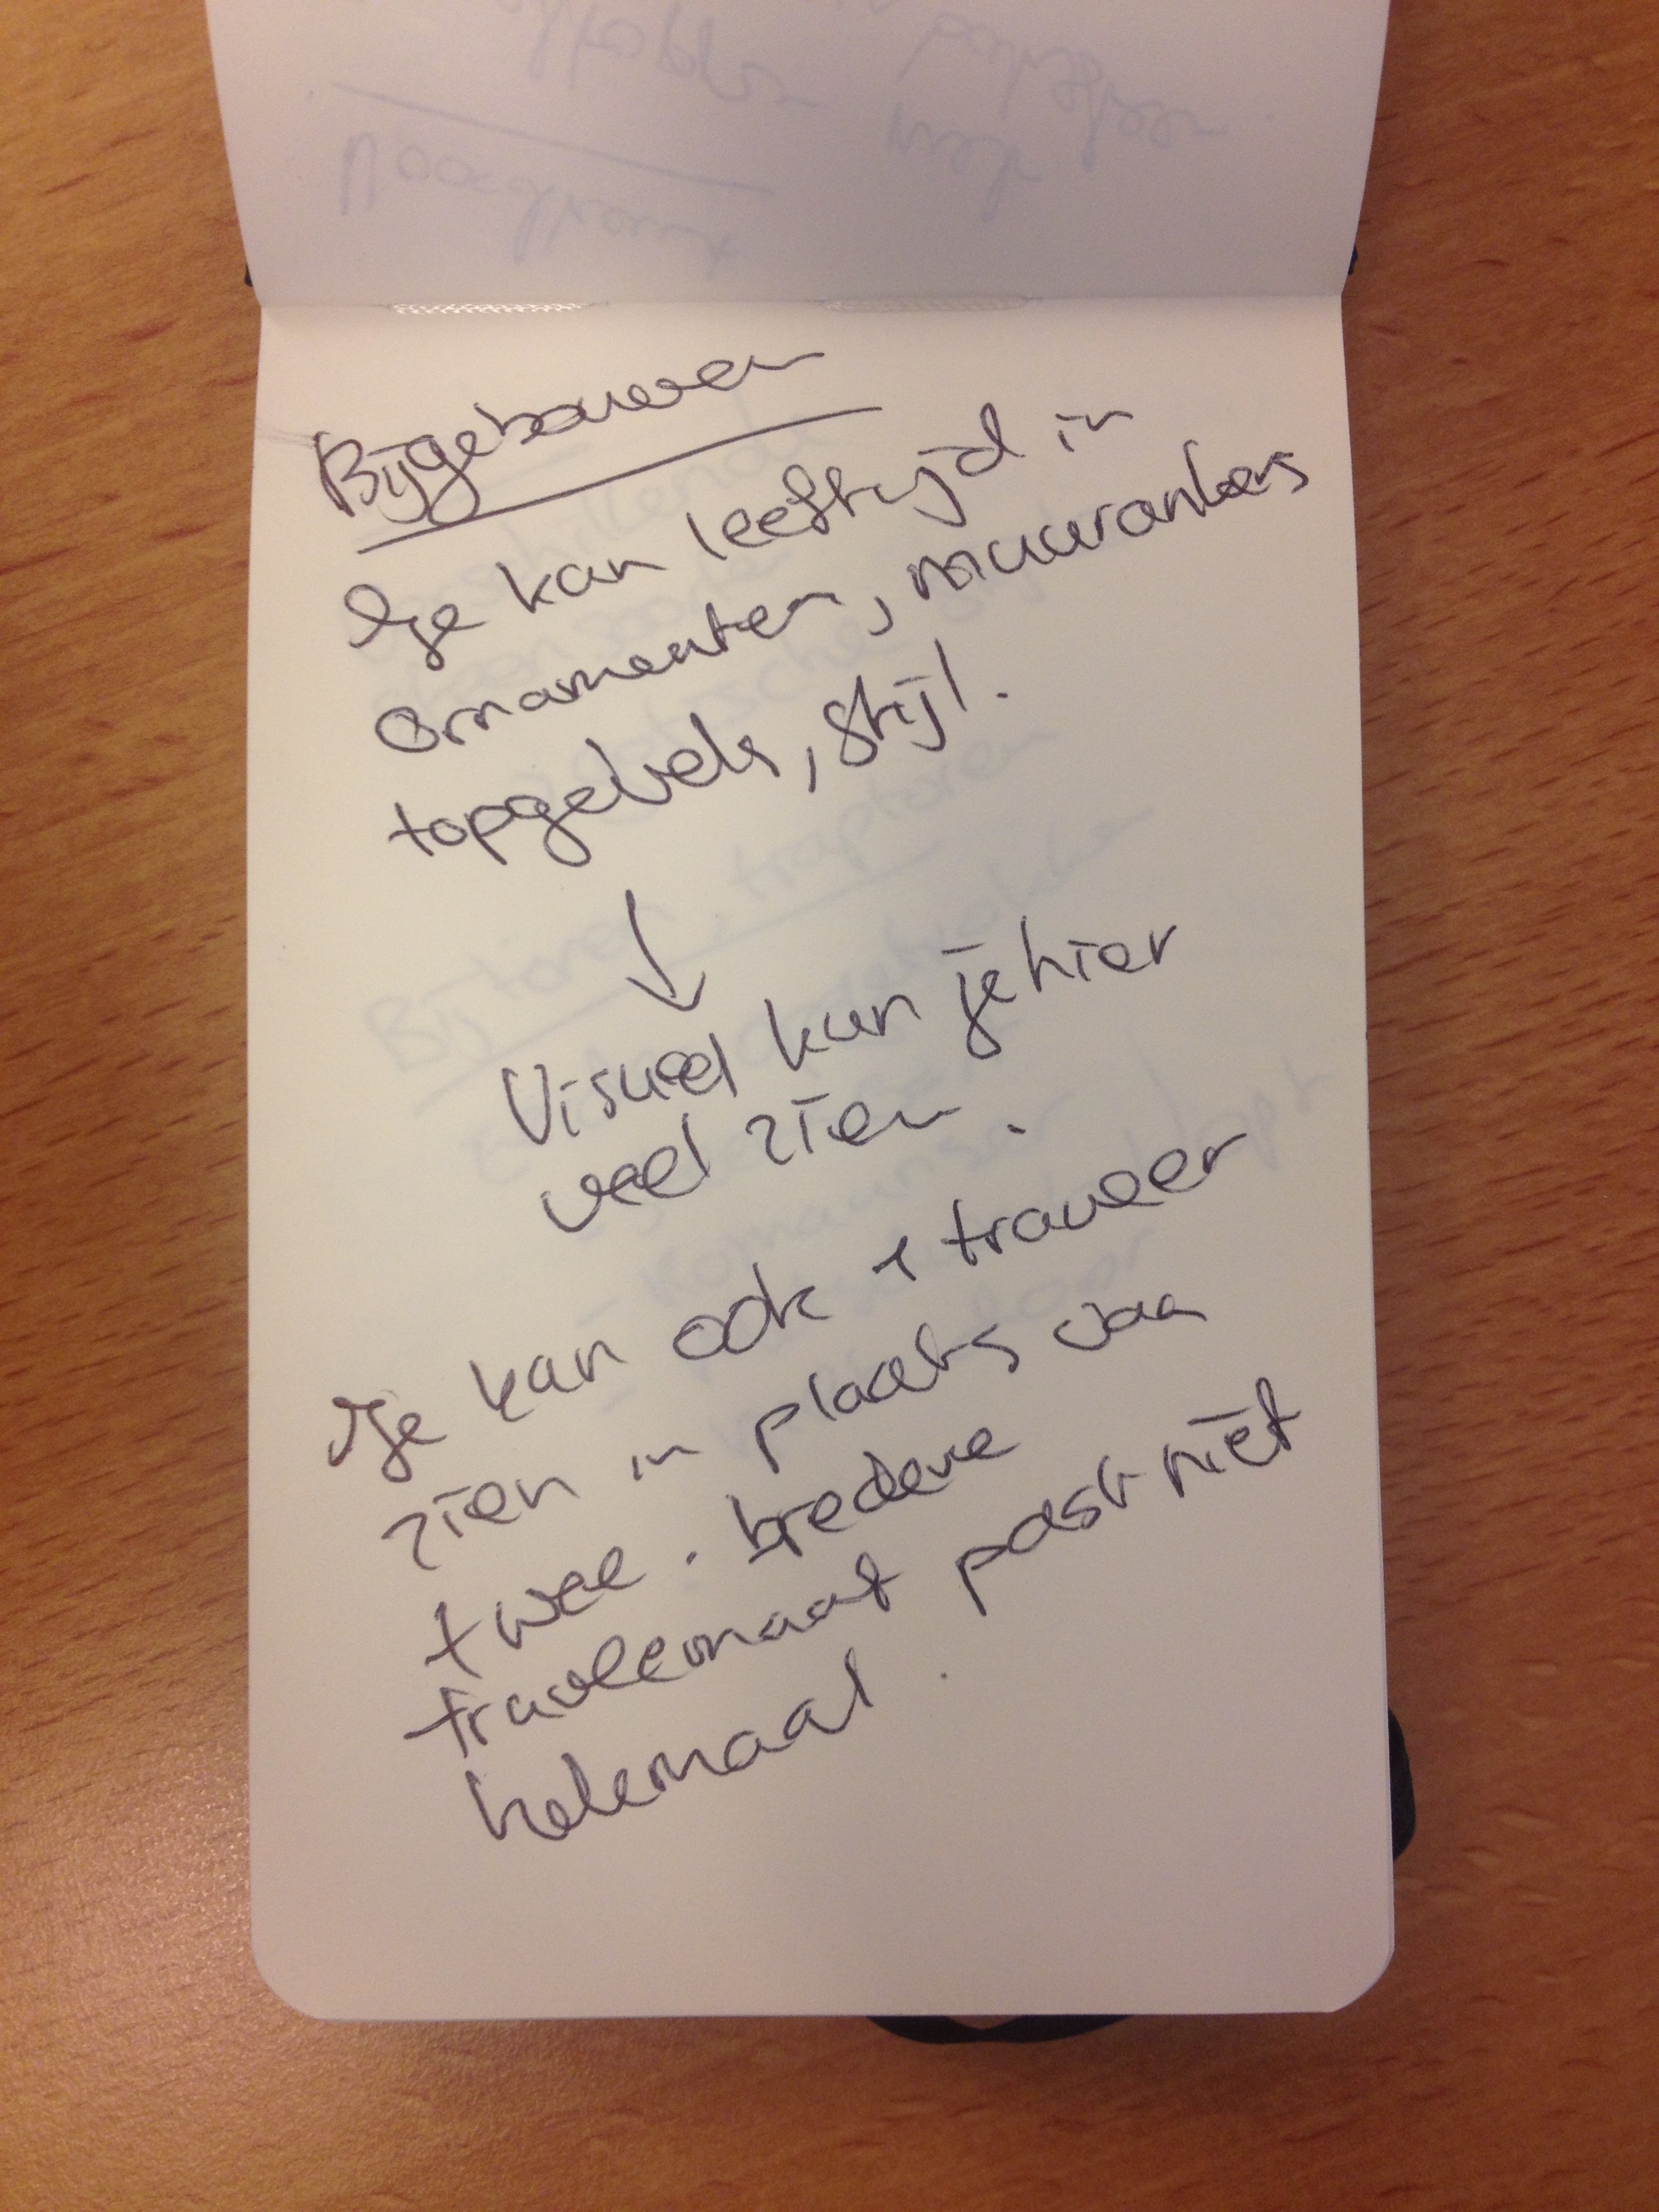 Bijgebouwen
Je kan leeftijd in
ornamenten, muurankers
topgevels, stijl.
↓
Visueel kun je hier
veel zien.
Je kan ook 1 traveeer
zien in plaats van
twee. bredere
traveemaat past niet
helemaal.